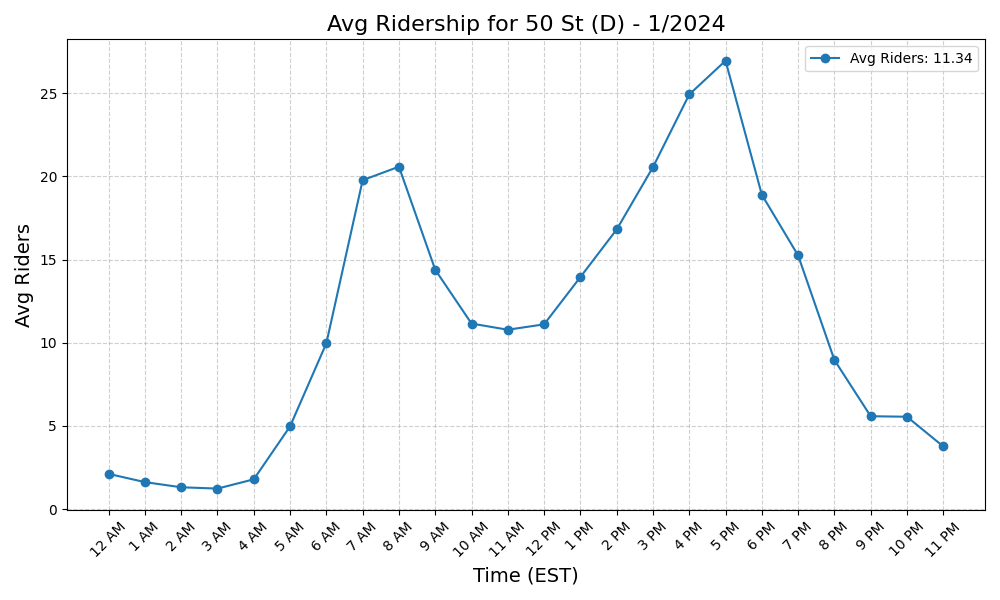 Avg Ridership for 50 St (D) - 1/2024
Avg Riders: 11.34
Avg Riders
25
20
15
10
5
0
12 AM
1 AM
2 AM
3 AM
4 AM
5 AM
6 AM
7 AM
8 AM
9 AM
10 AM
11 AM
12 PM
1 PM
2 PM
3 PM
4 PM
5 PM
6 PM
7 PM
8 PM
9 PM
10 PM
11 PM
Time (EST)